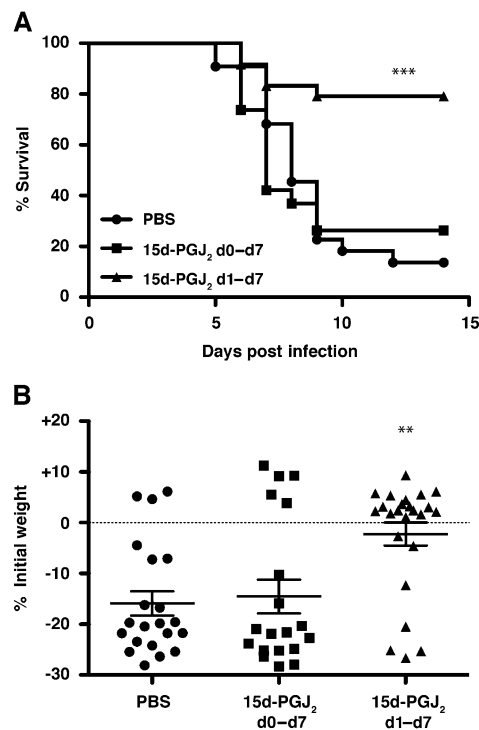 A
100
80
60
40
20
0
% Survival
***
PBS
15d-PGJ₂ d0–d7
15d-PGJ₂ d1–d7
0 5 10 15
Days post infection
B
+20
+10
0
-10
-20
-30
% Initial weight
**
PBS 15d-PGJ₂ 15d-PGJ₂
d0–d7 d1–d7